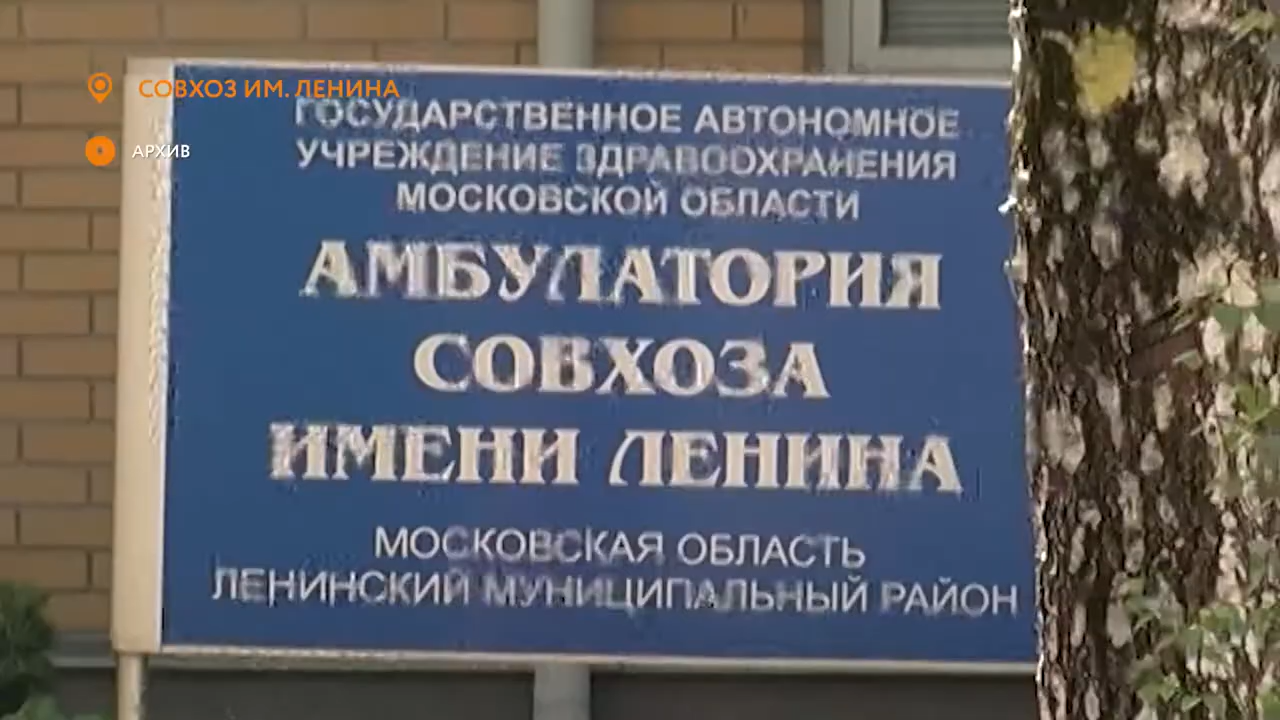 СОВХОЗ ИМ. ЛЕНИНА
АРХИВ
ГОСУДАРСТВЕННОЕ АВТОНОМНОЕ
УЧРЕЖДЕНИЕ ЗДРАВООХРАНЕНИЯ
МОСКОВСКОЙ ОБЛАСТИ
АМБУЛАТОРИЯ
СОВХОЗА
ИМЕНИ ЛЕНИНА
МОСКОВСКАЯ ОБЛАСТЬ
ЛЕНИНСКИЙ МУНИЦИПАЛЬНЫЙ РАЙОН